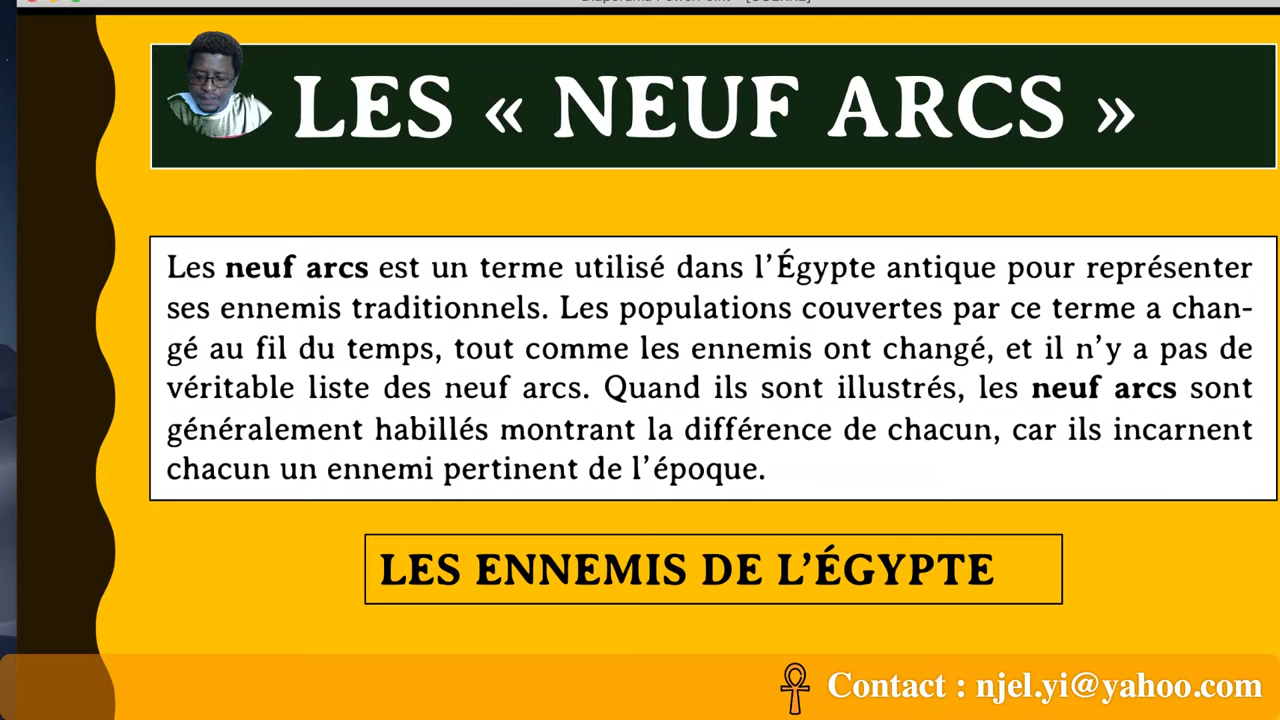 LES « NEUF ARCS »
Les neuf arcs est un terme utilisé dans l’Égypte antique pour représenter
ses ennemis traditionnels. Les populations couvertes par ce terme a chan-
gé au fil du temps, tout comme les ennemis ont changé, et il n’y a pas de
véritable liste des neuf arcs. Quand ils sont illustrés, les neuf arcs sont
généralement habillés montrant la différence de chacun, car ils incarnent
chacun un ennemi pertinent de l’époque.
LES ENNEMIS DE L’ÉGYPTE
Contact : njel.yi@yahoo.com